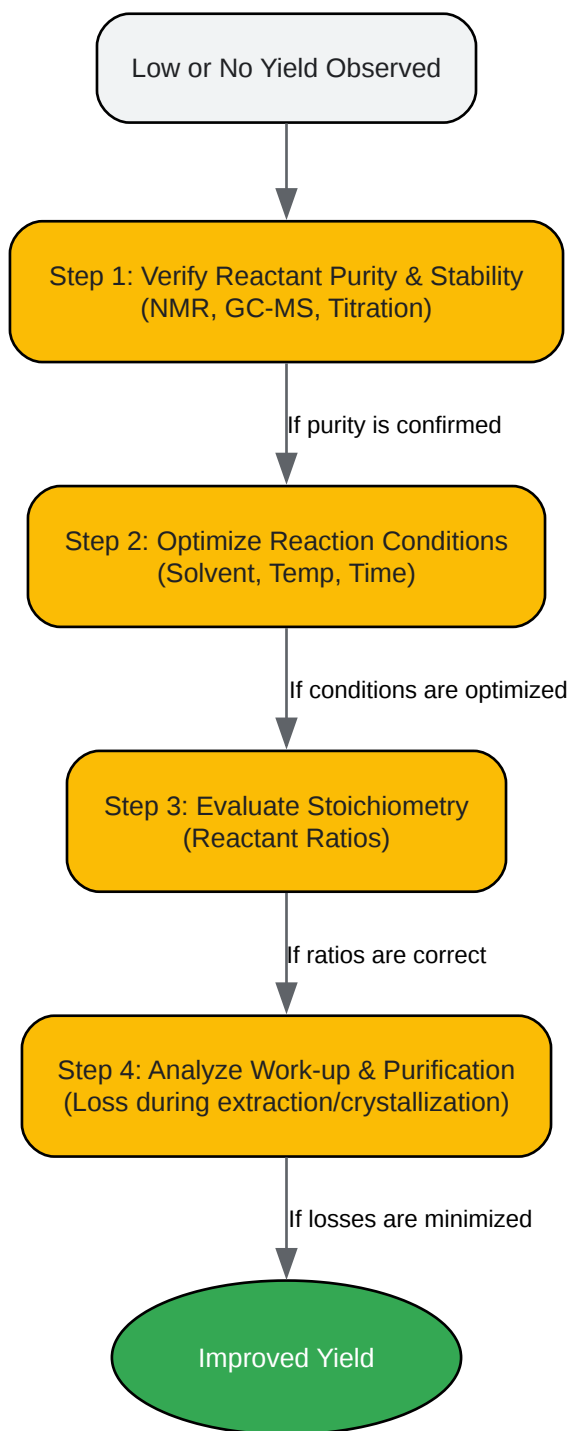 Low or No Yield Observed
Step 1: Verify Reactant Purity & Stability
(NMR, GC-MS, Titration)
If purity is confirmed
Step 2: Optimize Reaction Conditions
(Solvent, Temp, Time)
If conditions are optimized
Step 3: Evaluate Stoichiometry
(Reactant Ratios)
If ratios are correct
Step 4: Analyze Work-up & Purification
(Loss during extraction/crystallization)
If losses are minimized
Improved Yield